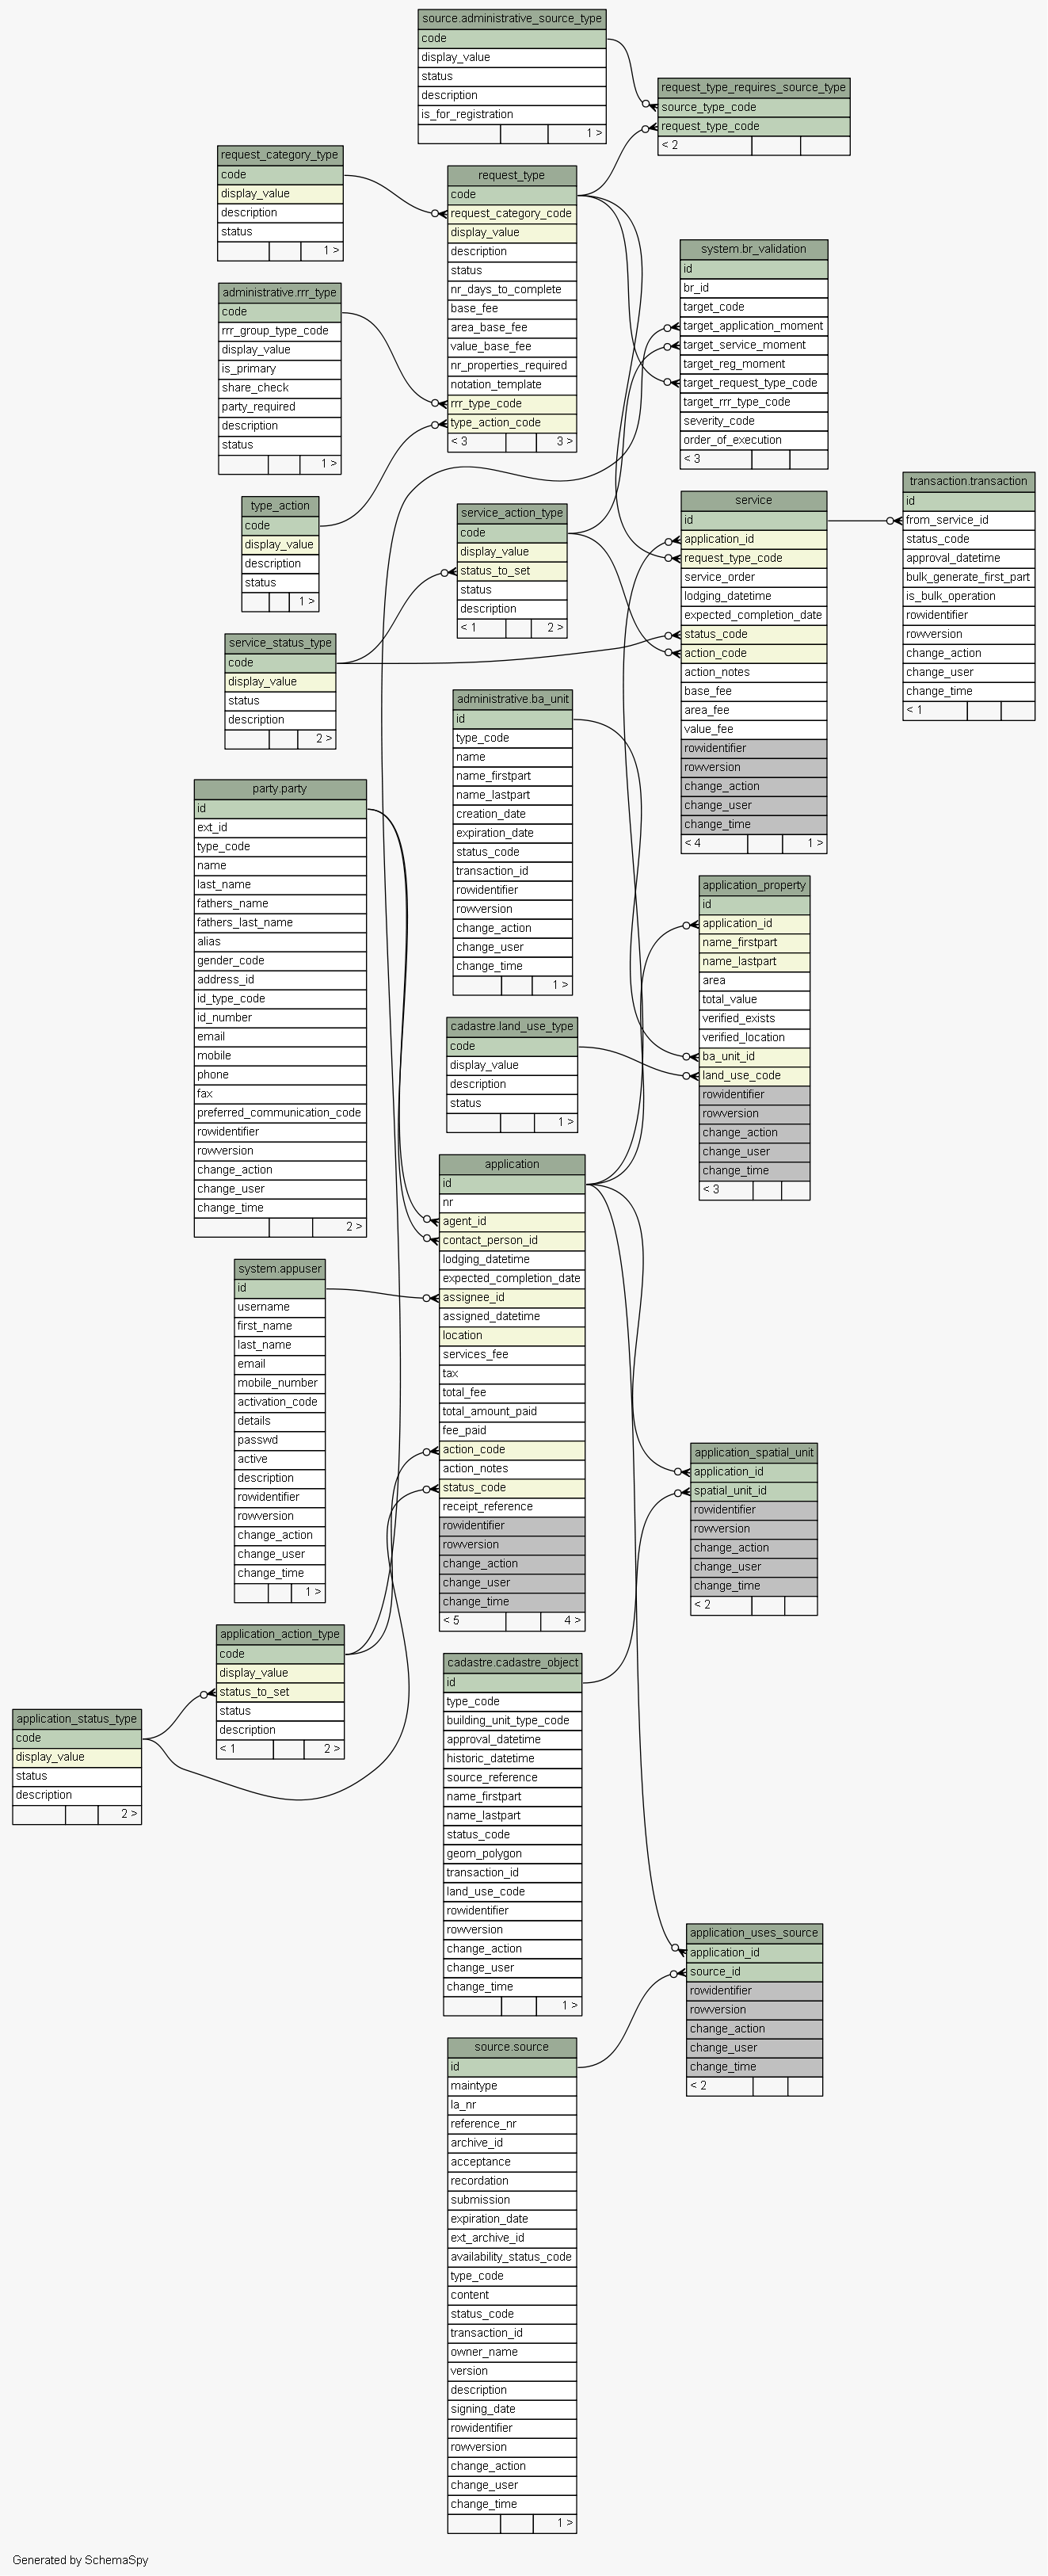 source.administrative_source_type
code
display_value
status
description
is_for_registration
1 >
request_type_requires_source_type
source_type_code
request_type_code
< 2
request_category_type
code
display_value
description
status
1 >
request_type
code
request_category_code
display_value
description
status
nr_days_to_complete
base_fee
area_base_fee
value_base_fee
nr_properties_required
notation_template
rrr_type_code
type_action_code
< 3 3 >
system.br_validation
id
br_id
target_code
target_application_moment
target_service_moment
target_reg_moment
target_request_type_code
target_rrr_type_code
severity_code
order_of_execution
< 3
administrative.rrr_type
code
rrr_group_type_code
display_value
is_primary
share_check
party_required
description
status
1 >
transaction.transaction
id
from_service_id
status_code
approval_datetime
bulk_generate_first_part
is_bulk_operation
rowidentifier
rowversion
change_action
change_user
change_time
< 1
service
id
application_id
request_type_code
service_order
lodging_datetime
expected_completion_date
status_code
action_code
action_notes
base_fee
area_fee
value_fee
rowidentifier
rowversion
change_action
change_user
change_time
< 4 1 >
type_action
code
display_value
description
status
1 >
service_action_type
code
display_value
status_to_set
status
description
< 1 2 >
service_status_type
code
display_value
status
description
2 >
administrative.ba_unit
id
type_code
name
name_firstpart
name_lastpart
creation_date
expiration_date
status_code
transaction_id
rowidentifier
rowversion
change_action
change_user
change_time
1 >
party.party
id
ext_id
type_code
name
last_name
fathers_name
fathers_last_name
alias
gender_code
address_id
id_type_code
id_number
email
mobile
phone
fax
preferred_communication_code
rowidentifier
rowversion
change_action
change_user
change_time
2 >
application_property
id
application_id
name_firstpart
name_lastpart
area
total_value
verified_exists
verified_location
ba_unit_id
land_use_code
rowidentifier
rowversion
change_action
change_user
change_time
< 3
cadastre.land_use_type
code
display_value
description
status
1 >
application
id
nr
agent_id
contact_person_id
lodging_datetime
expected_completion_date
assignee_id
assigned_datetime
location
services_fee
tax
total_fee
total_amount_paid
fee_paid
action_code
action_notes
status_code
receipt_reference
rowidentifier
rowversion
change_action
change_user
change_time
< 5 4 >
system.appuser
id
username
first_name
last_name
email
mobile_number
activation_code
details
passwd
active
description
rowidentifier
rowversion
change_action
change_user
change_time
1 >
application_spatial_unit
application_id
spatial_unit_id
rowidentifier
rowversion
change_action
change_user
change_time
< 2
application_action_type
code
display_value
status_to_set
status
description
< 1 2 >
application_status_type
code
display_value
status
description
2 >
cadastre.cadastre_object
id
type_code
building_unit_type_code
approval_datetime
historic_datetime
source_reference
name_firstpart
name_lastpart
status_code
geom_polygon
transaction_id
land_use_code
rowidentifier
rowversion
change_action
change_user
change_time
1 >
application_uses_source
application_id
source_id
rowidentifier
rowversion
change_action
change_user
change_time
< 2
source.source
id
maintype
la_nr
reference_nr
archive_id
acceptance
recordation
submission
expiration_date
ext_archive_id
availability_status_code
type_code
content
status_code
transaction_id
owner_name
version
description
signing_date
rowidentifier
rowversion
change_action
change_user
change_time
1 >
Generated by SchemaSpy